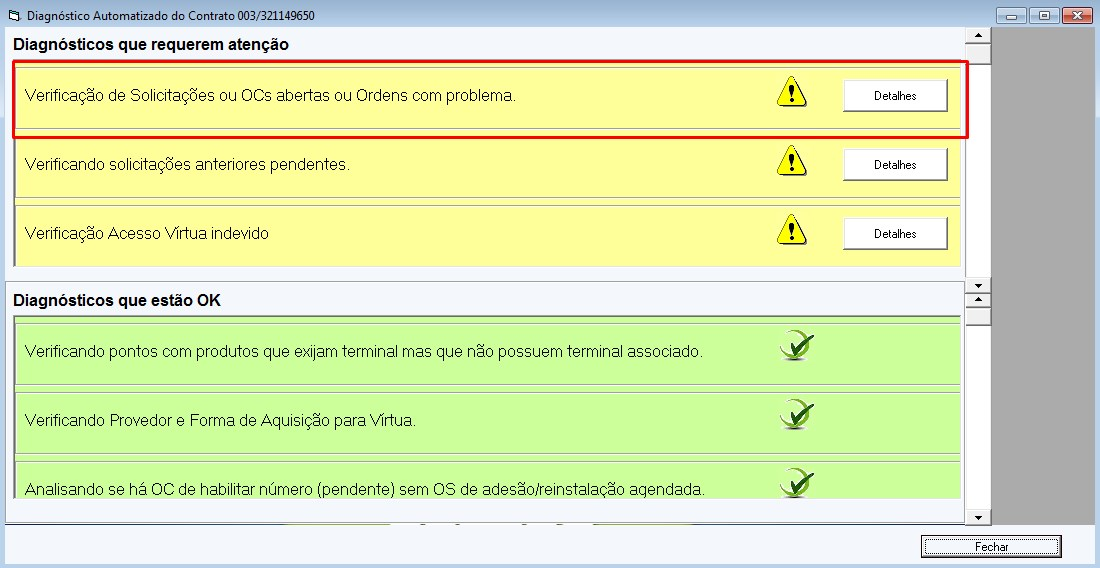 Diagnóstico Automatizado do Contrato 003/321149650
Diagnósticos que requerem atenção
Verificação de Solicitações ou OCs abertas ou Ordens com problema.
Detalhes
Verificando solicitações anteriores pendentes.
Detalhes
Verificação Acesso Vírtua indevido
Detalhes
Diagnósticos que estão OK
Verificando pontos com produtos que exijam terminal mas que não possuem terminal associado.
Verificando Provedor e Forma de Aquisição para Vírtua.
Analisando se há OC de habilitar número (pendente) sem OS de adesão/reinstalação agendada.
Fechar